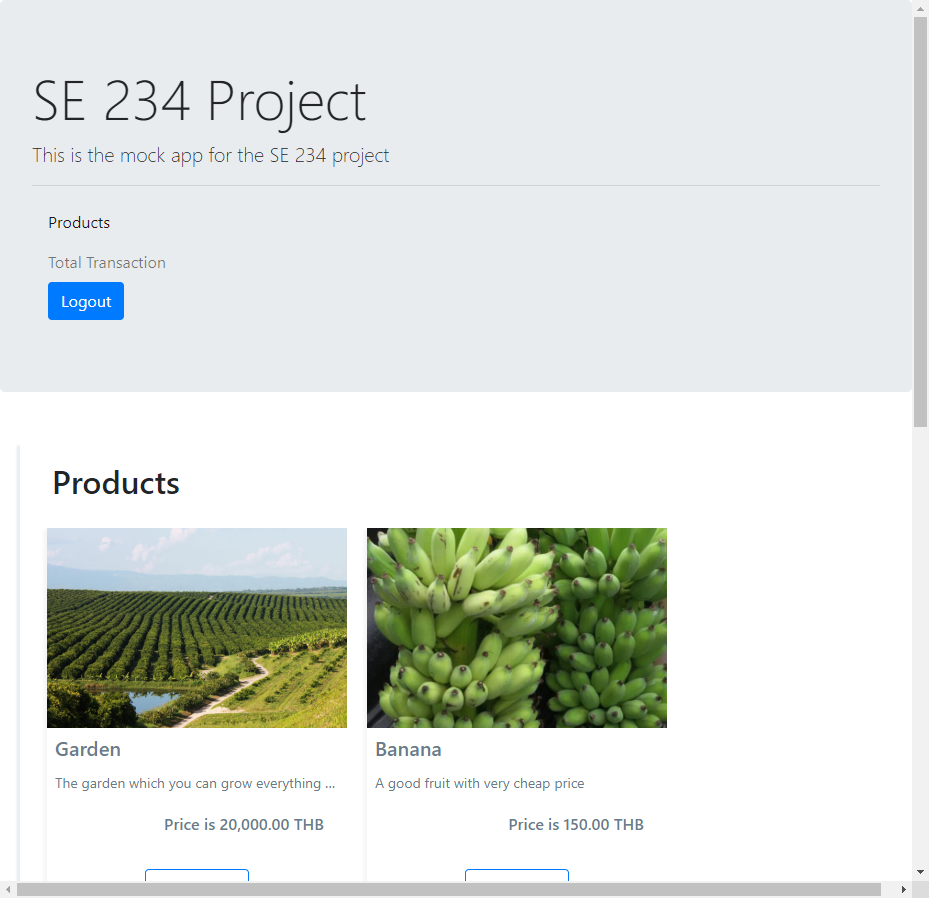 SE 234 Project
This is the mock app for the SE 234 project
Products
Total Transaction
Logout
Products
Garden
The garden which you can grow everything ...
Price is 20,000.00 THB
Banana
A good fruit with very cheap price
Price is 150.00 THB